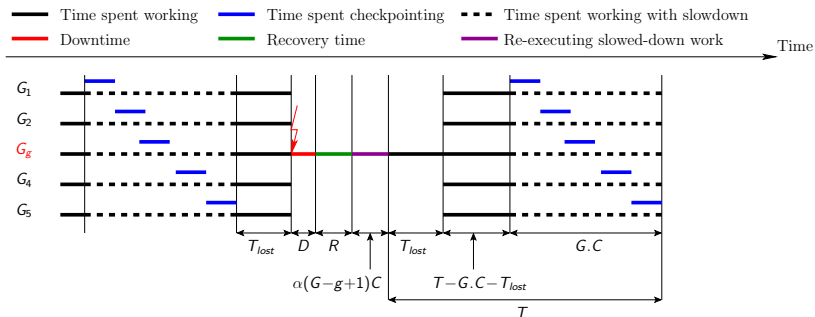 Time spent working
Time spent checkpointing
Time spent working with slowdown
Downtime
Recovery time
Re-executing slowed-down work
Time
G1
G2
Gg
G4
G5
Tlost D R Tlost G.C
α(G−g+1)C T−G.C−Tlost
T